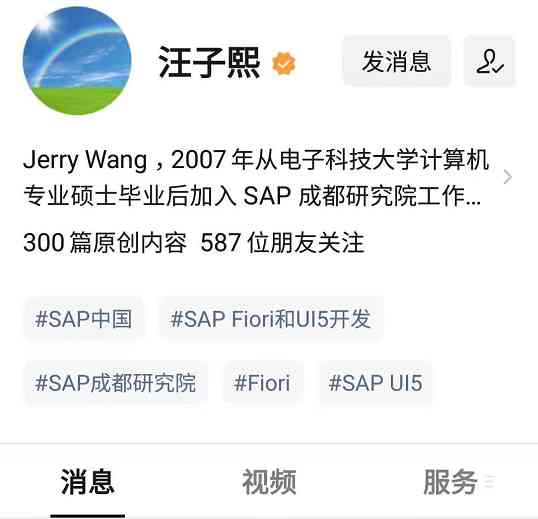 汪子熙
发消息
Jerry Wang，2007 年从电子科技大学计算机
专业硕士毕业后加入 SAP 成都研究院工作...
300 篇原创内容 587 位朋友关注
#SAP中国 #SAP Fiori和UI5开发
#SAP成都研究院 #Fiori #SAP UI5
消息 视频 服务